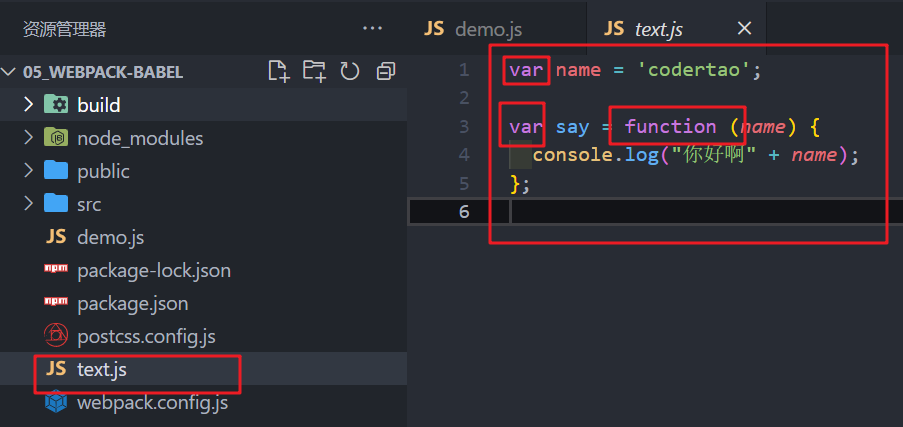 资源管理器 ···
05_WEBPACK-BABEL
build
node_modules
public
src
JS demo.js
npm package-lock.json
npm package.json
postcss.config.js
JS text.js
webpack.config.js
JS demo.js JS text.js ×
1 var name = 'codertao';
2
3 var say = function (name) {
4 console.log("你好啊" + name);
5 };
6